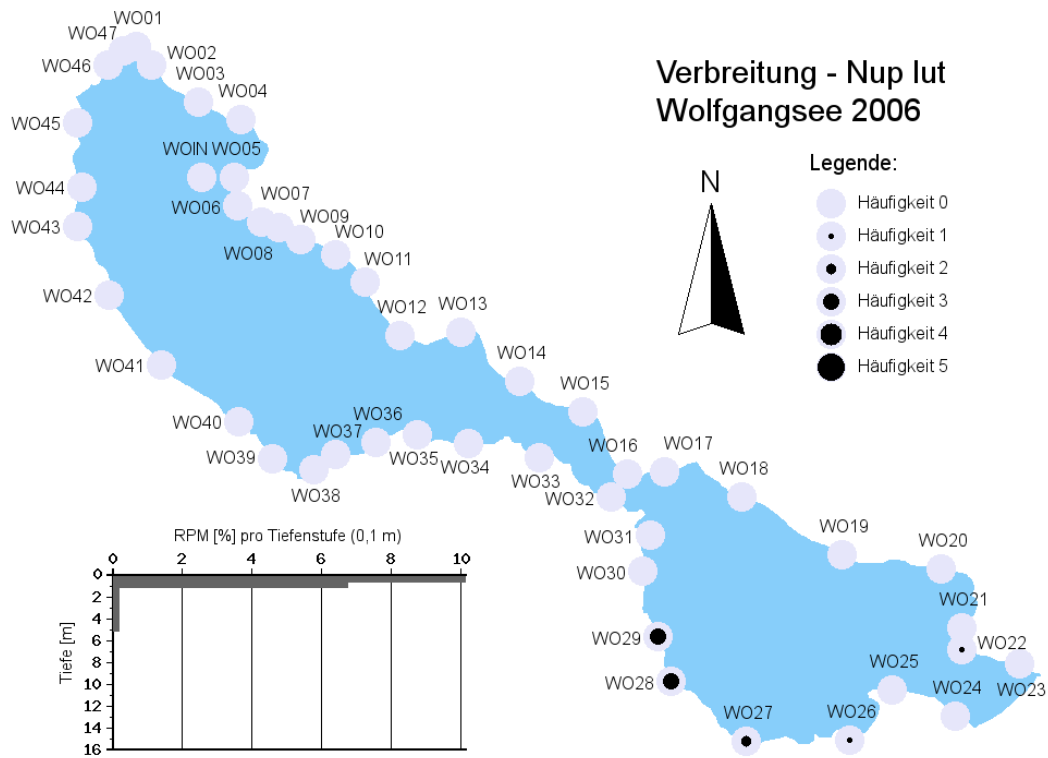 Verbreitung - Nup lut
Wolfgangsee 2006
Legende:
Häufigkeit 0
Häufigkeit 1
Häufigkeit 2
Häufigkeit 3
Häufigkeit 4
Häufigkeit 5
N
WO01
WO47
WO02
WO46
WO03
WO04
WO45
WOIN
WO05
WO44
WO06
WO07
WO43
WO09
WO08
WO10
WO11
WO42
WO12
WO13
WO41
WO14
WO15
WO40
WO36
WO37
WO39
WO35
WO34
WO38
WO33
WO16
WO17
WO32
WO18
WO31
WO19
WO20
WO30
WO21
WO29
WO22
WO28
WO25
WO23
WO24
WO27
WO26
RPM [%] pro Tiefenstufe (0,1 m)
0 2 4 6 8 10
Tiefe [m]
0
2
4
6
8
10
12
14
16